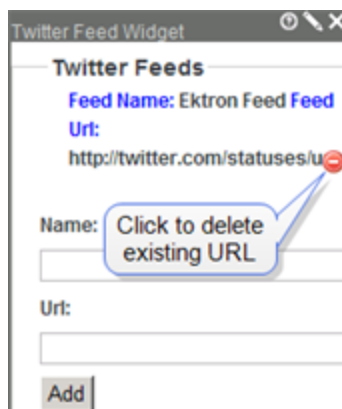 Twitter Feed Widget
Twitter Feeds
Feed Name: Ektron Feed Feed
Url:
http://twitter.com/statuses/u
Name:
Click to delete
existing URL
Url:
Add